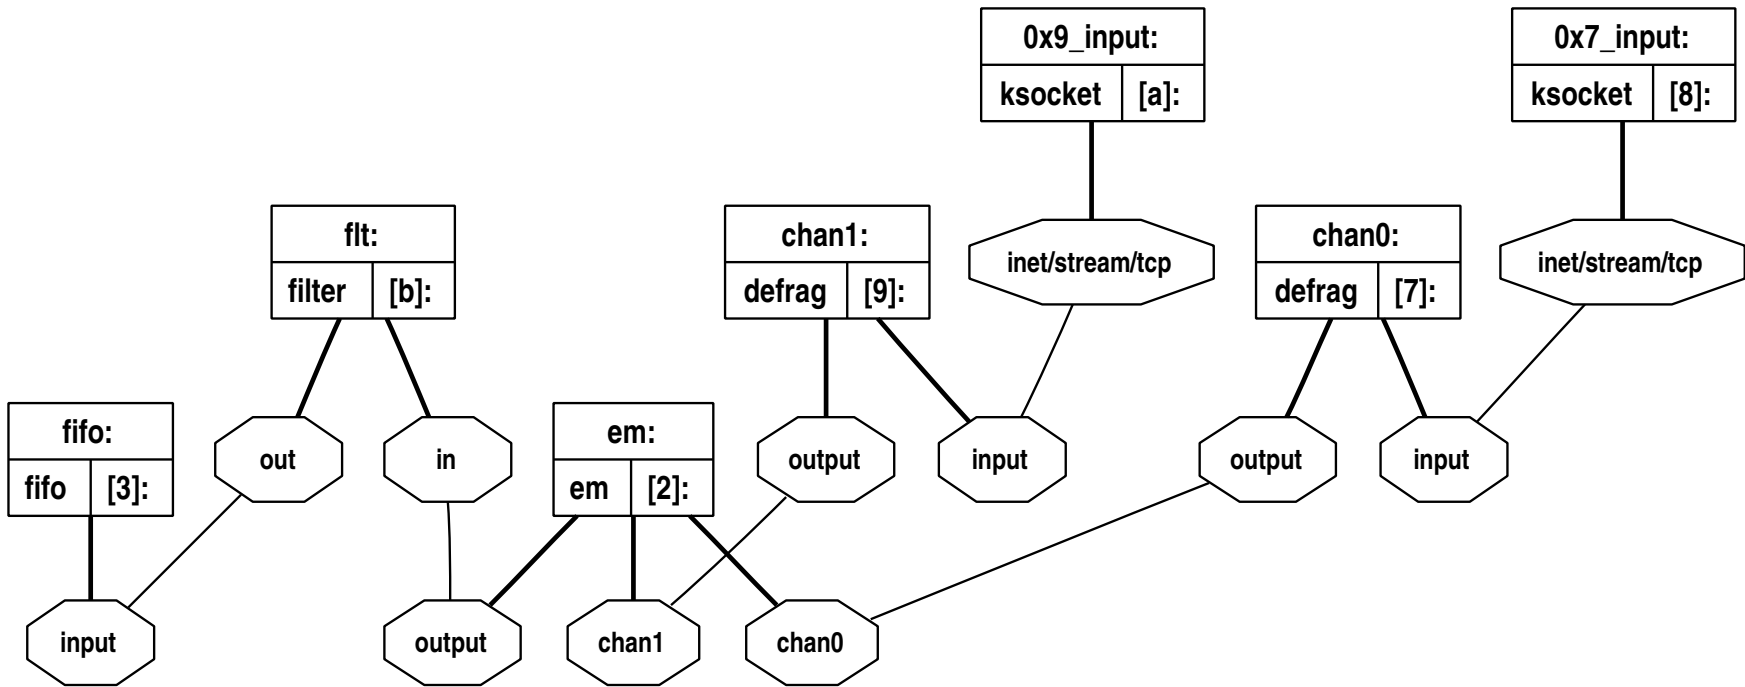 0x9_input:
ksocket [a]:
0x7_input:
ksocket [8]:
flt:
filter [b]:
chan1:
defrag [9]:
inet/stream/tcp
chan0:
defrag [7]:
inet/stream/tcp
fifo:
fifo [3]:
out
in
em:
em [2]:
output
input
output
input
input
output
chan1
chan0